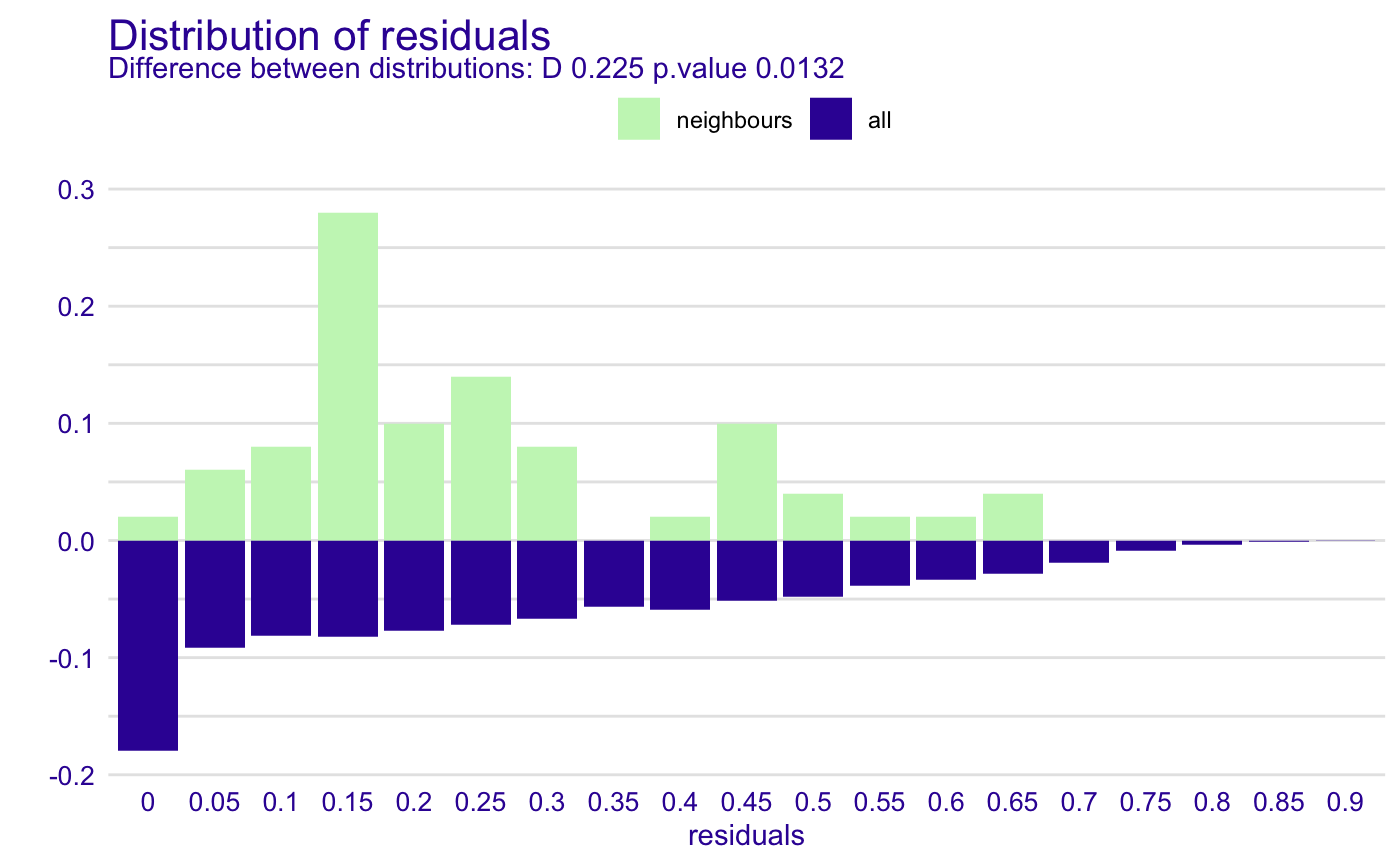 Distribution of residuals
Difference between distributions: D 0.225 p.value 0.0132
neighbours all
0.3
0.2
0.1
0.0
-0.1
-0.2
0 0.05 0.1 0.15 0.2 0.25 0.3 0.35 0.4 0.45 0.5 0.55 0.6 0.65 0.7 0.75 0.8 0.85 0.9
residuals